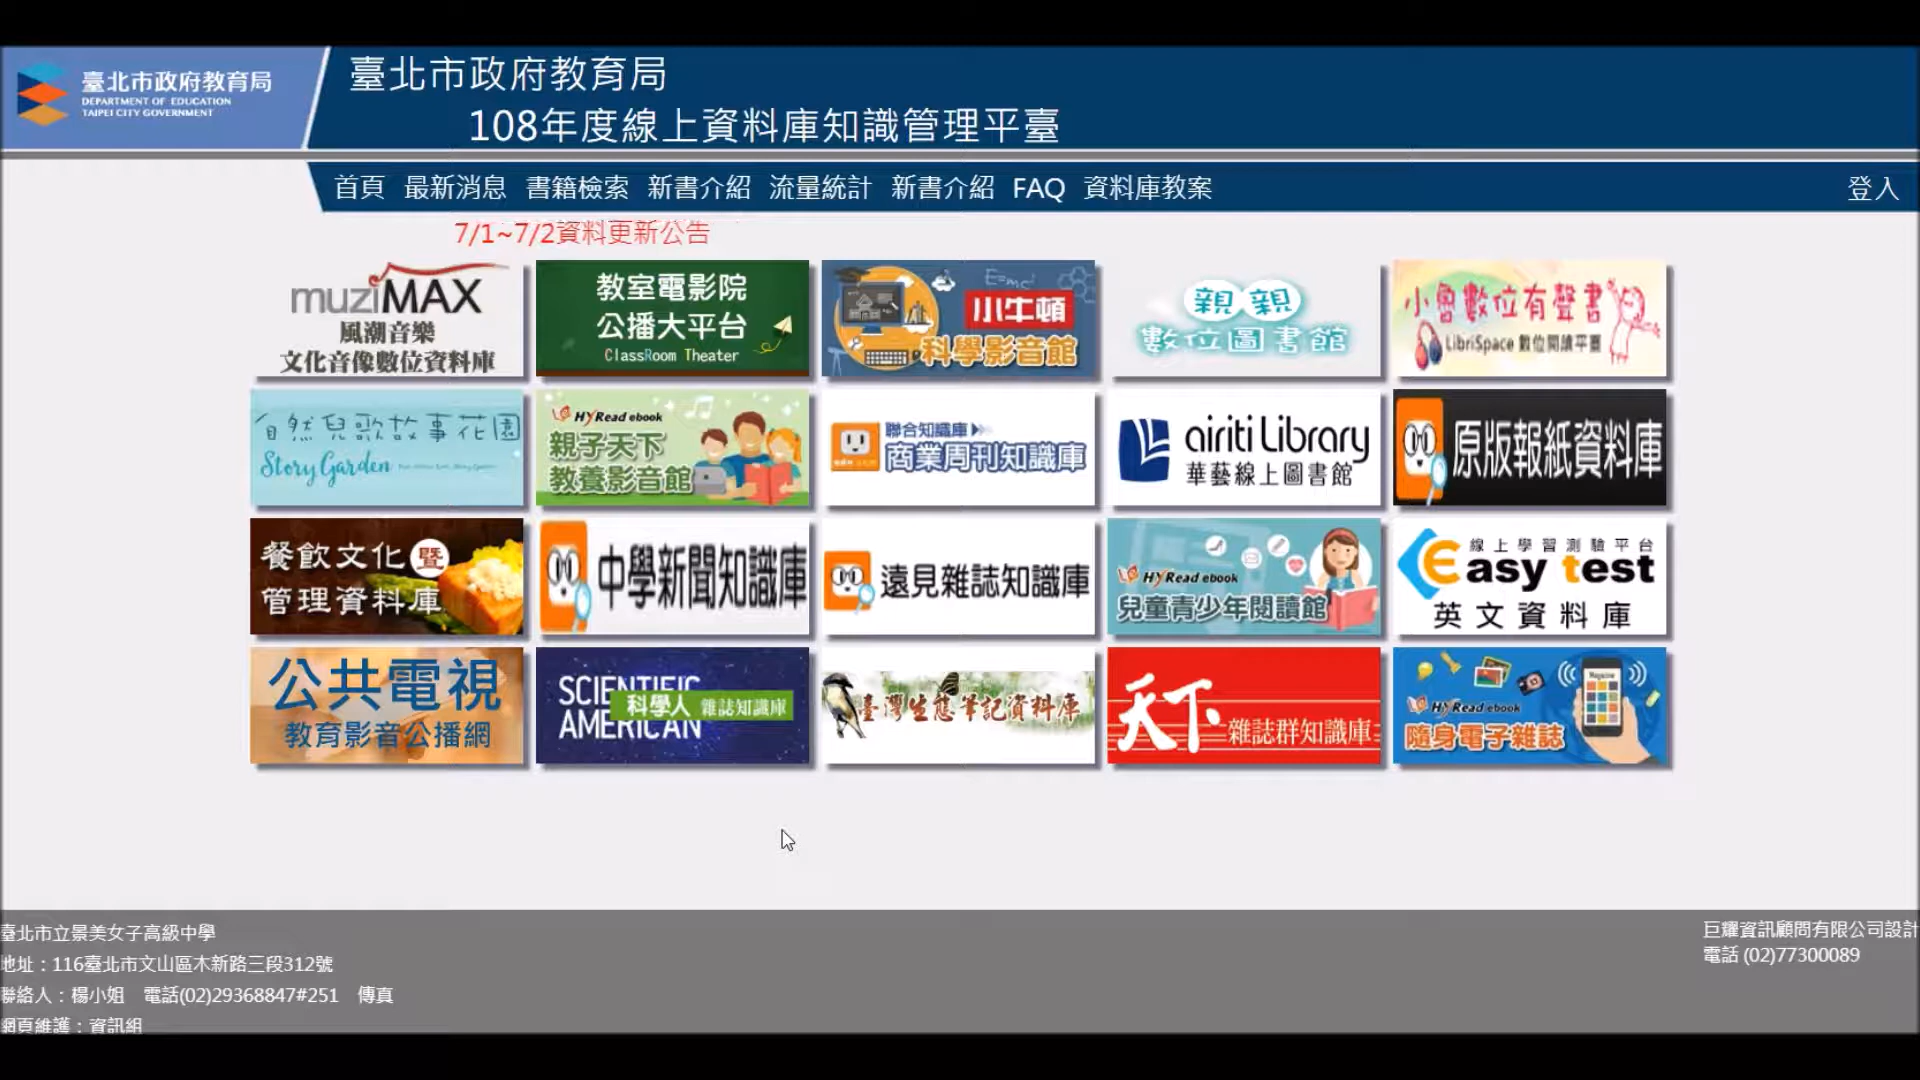 臺北市政府教育局
DEPARTMENT OF EDUCATION
TAIPEI CITY GOVERNMENT
臺北市政府教育局
108年度線上資料庫知識管理平臺
首頁 最新消息 書籍檢索 新書介紹 流量統計 新書介紹 FAQ 資料庫教案 登入
7/1~7/2資料更新公告
muziMAX
風潮音樂
文化音像數位資料庫
教室電影院
公播大平台
ClassRoom Theater
小牛頓
科學影音館
親親
數位圖書館
小魯數位有聲書
LibriSpace 數位閱讀平臺
自然兒歌故事花園
Story Garden
HyRead ebook
親子天下
教養影音館
聯合知識庫
商業周刊知識庫
airiti Library
華藝線上圖書館
原版報紙資料庫
餐飲文化暨
管理資料庫
中學新聞知識庫
遠見雜誌知識庫
HyRead ebook
兒童青少年閱讀館
線上學習測驗平台
Easy test
英文資料庫
公共電視
教育影音公播網
SCIENTIFIC
AMERICAN
科學人 雜誌知識庫
臺灣生態筆記資料庫
天下
雜誌群知識庫
Magazine
HyRead ebook
隨身電子雜誌
臺北市立景美女子高級中學
地址：116臺北市文山區木新路三段312號
聯絡人：楊小姐 電話(02)29368847#251 傳真
網頁維護：資訊組
巨耀資訊顧問有限公司設計
電話 (02)77300089